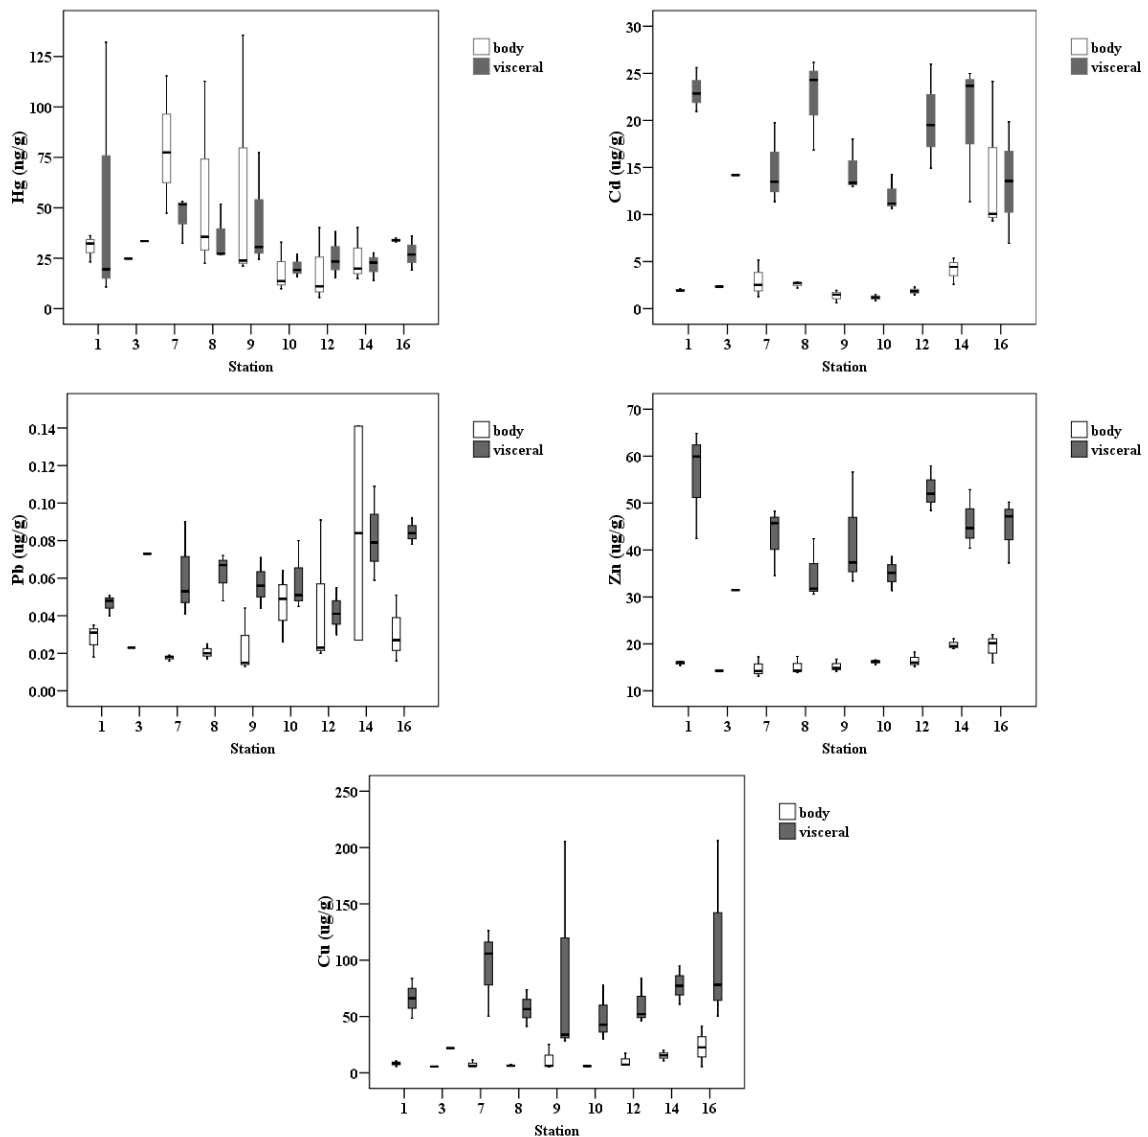 Hg (ng/g)
125
100
75
50
25
0
1 3 7 8 9 10 12 14 16
Station
body
visceral
Cd (ug/g)
30
25
20
15
10
5
0
1 3 7 8 9 10 12 14 16
Station
body
visceral
Pb (ug/g)
0.14
0.12
0.10
0.08
0.06
0.04
0.02
0.00
1 3 7 8 9 10 12 14 16
Station
body
visceral
Zn (ug/g)
70
60
50
40
30
20
10
1 3 7 8 9 10 12 14 16
Station
body
visceral
Cu (ug/g)
250
200
150
100
50
0
1 3 7 8 9 10 12 14 16
Station
body
visceral